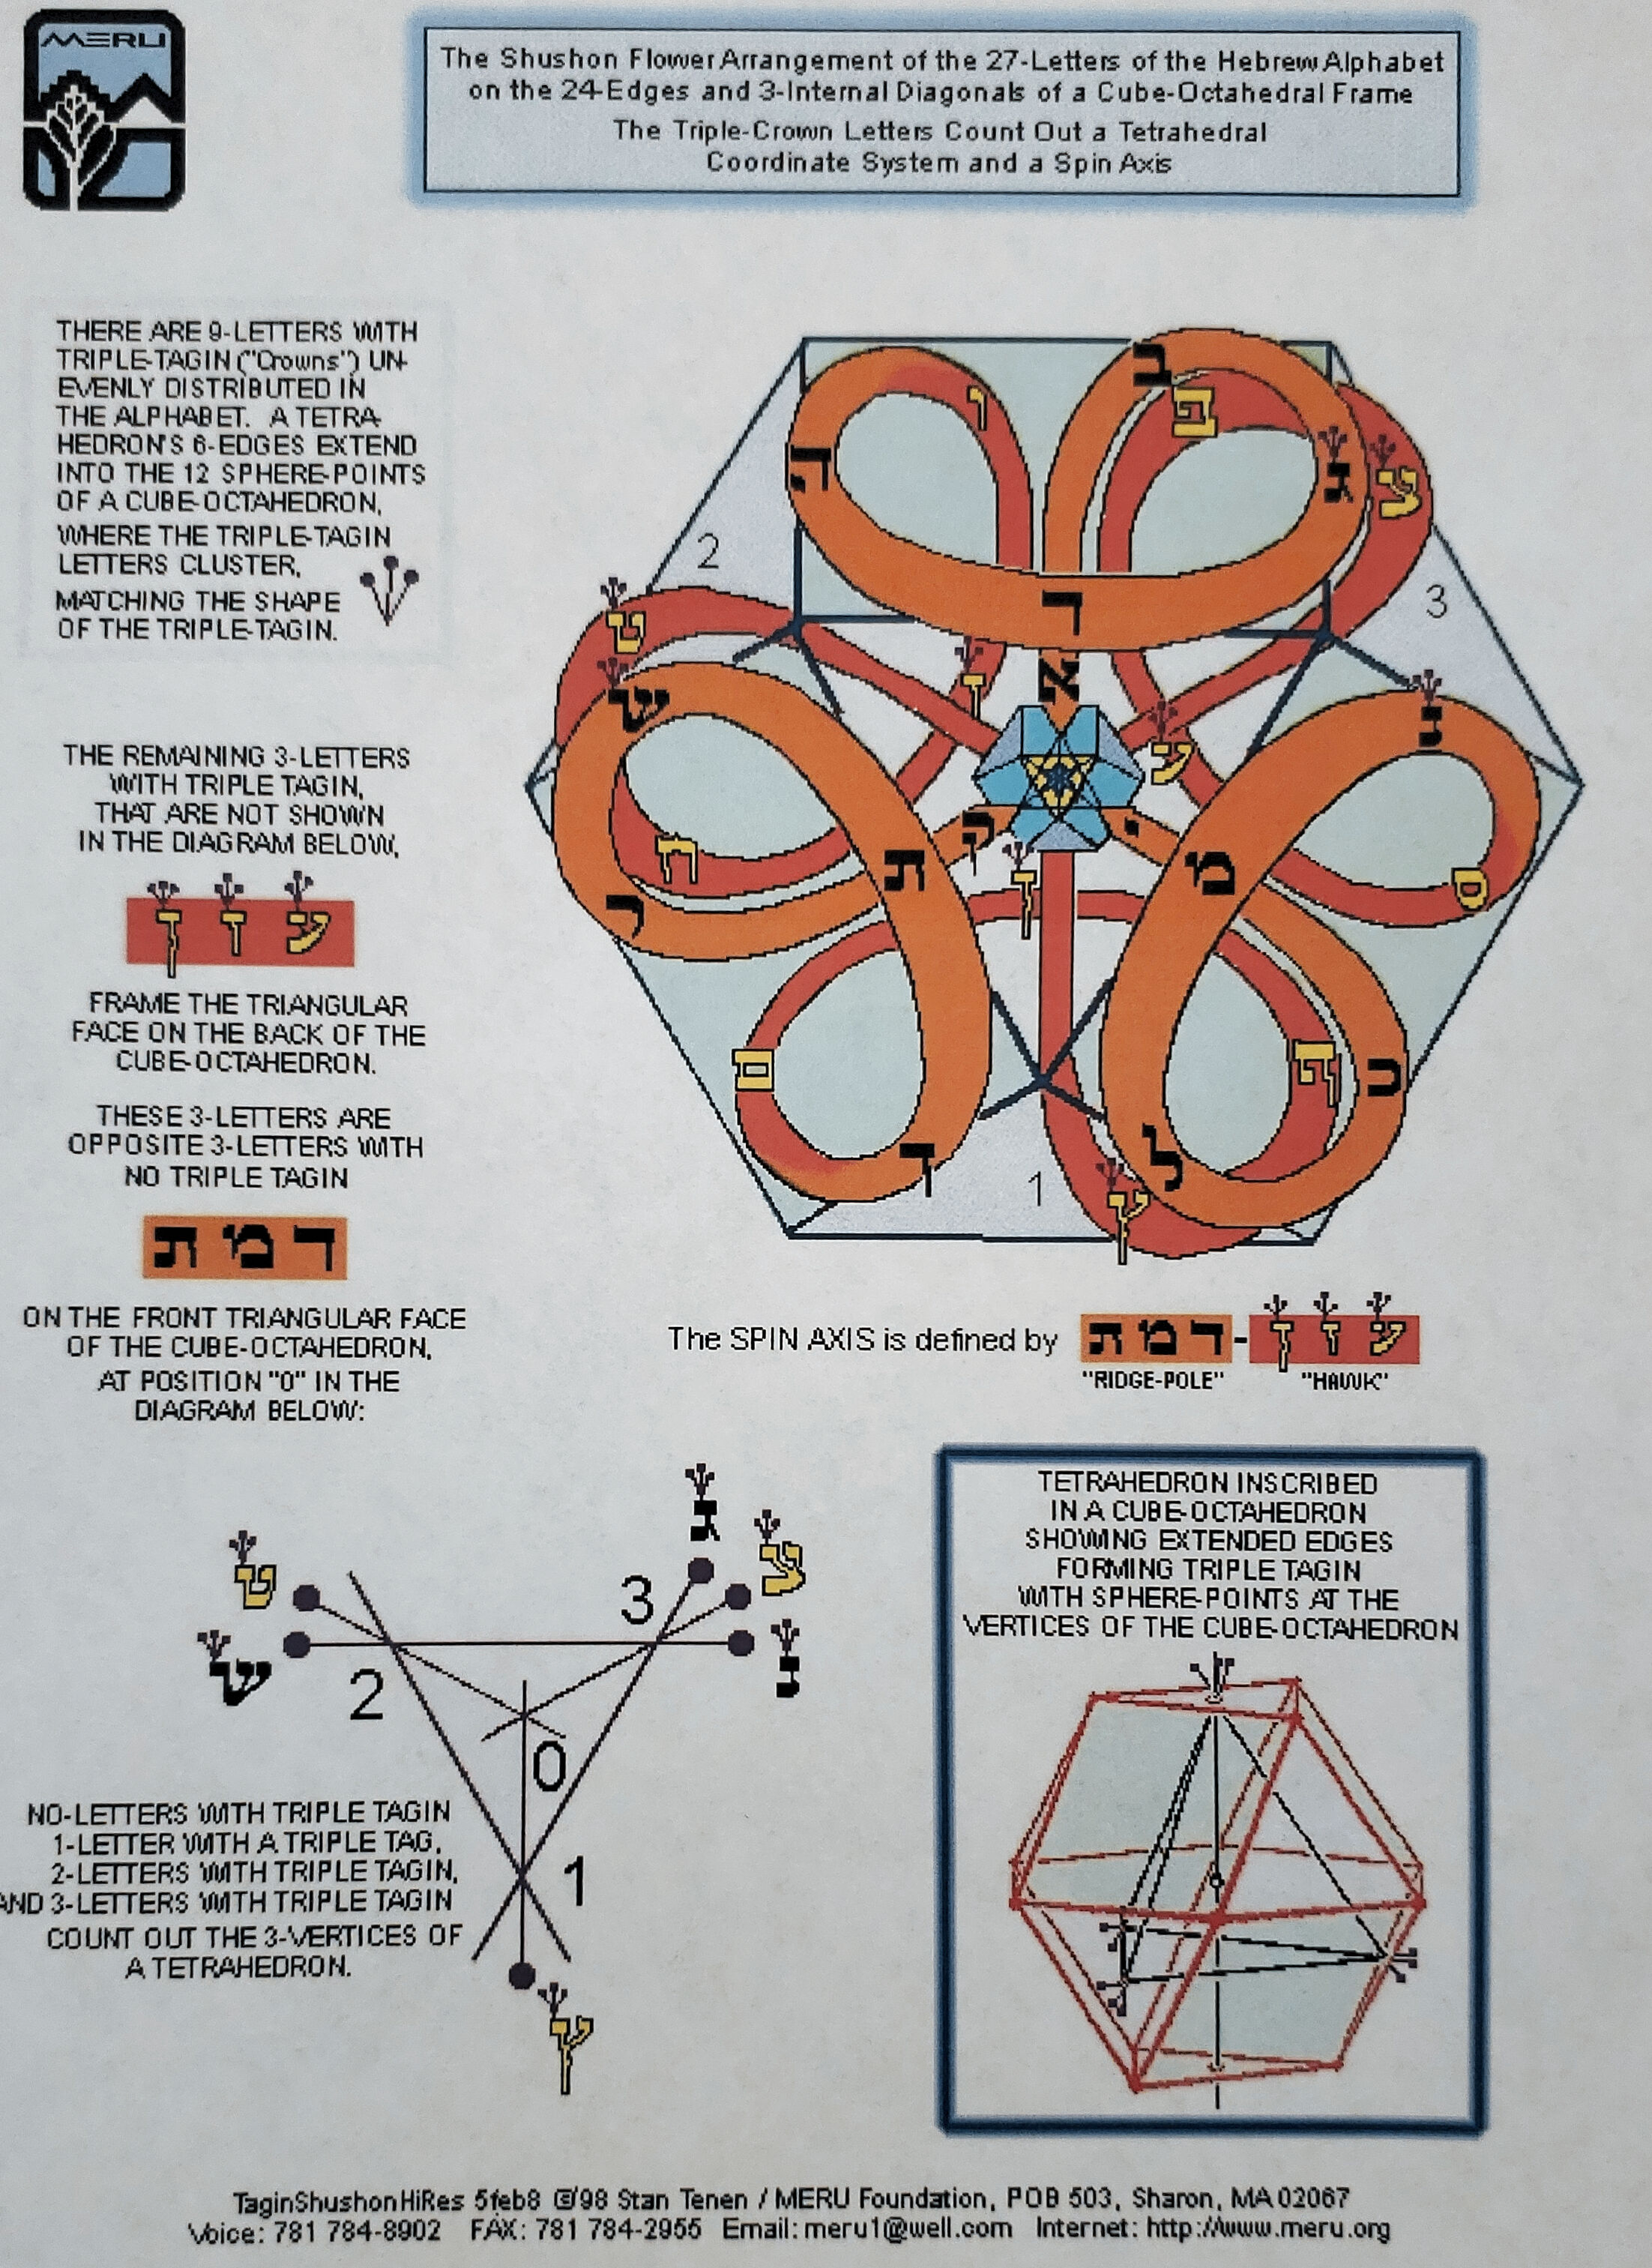 MERU
The Shushon Flower Arrangement of the 27-Letters of the Hebrew Alphabet
on the 24-Edges and 3-Internal Diagonals of a Cube-Octahedral Frame
The Triple-Crown Letters Count Out a Tetrahedral
Coordinate System and a Spin Axis
THERE ARE 9-LETTERS WITH
TRIPLE-TAGIN ("Crowns") UN-
EVENLY DISTRIBUTED IN
THE ALPHABET. A TETRA-
HEDRON'S 6-EDGES EXTEND
INTO THE 12 SPHERE-POINTS
OF A CUBE-OCTAHEDRON,
WHERE THE TRIPLE-TAGIN
LETTERS CLUSTER,
MATCHING THE SHAPE
OF THE TRIPLE-TAGIN.
THE REMAINING 3-LETTERS
WITH TRIPLE TAGIN,
THAT ARE NOT SHOWN
IN THE DIAGRAM BELOW,
ע ז ן
FRAME THE TRIANGULAR
FACE ON THE BACK OF THE
CUBE-OCTAHEDRON.
THESE 3-LETTERS ARE
OPPOSITE 3-LETTERS WITH
NO TRIPLE TAGIN
ד מ ת
ON THE FRONT TRIANGULAR FACE
OF THE CUBE-OCTAHEDRON,
AT POSITION "0" IN THE
DIAGRAM BELOW:
ב
ו
פ
ה
ג
צ
2
3
ט
ר
ז
א
ש
ע
נ
ק
י
ח
ת
מ
ס
ן
ם
ל
ד
1
ץ
The SPIN AXIS is defined by ד מ ת - ע ז ן
"RIDGE-POLE" "HAWK"
ג
ט
צ
3
ש
נ
2
0
1
ץ
NO-LETTERS WITH TRIPLE TAGIN
1-LETTER WITH A TRIPLE TAG,
2-LETTERS WITH TRIPLE TAGIN,
AND 3-LETTERS WITH TRIPLE TAGIN
COUNT OUT THE 3-VERTICES OF
A TETRAHEDRON.
TETRAHEDRON INSCRIBED
IN A CUBE-OCTAHEDRON
SHOWING EXTENDED EDGES
FORMING TRIPLE TAGIN
WITH SPHERE-POINTS AT THE
VERTICES OF THE CUBE-OCTAHEDRON
TaginShushonHiRes 5feb8 ©'98 Stan Tenen / MERU Foundation, POB 503, Sharon, MA 02067
Voice: 781 784-8902 FAX: 781 784-2955 Email: meru1@well.com Internet: http://www.meru.org